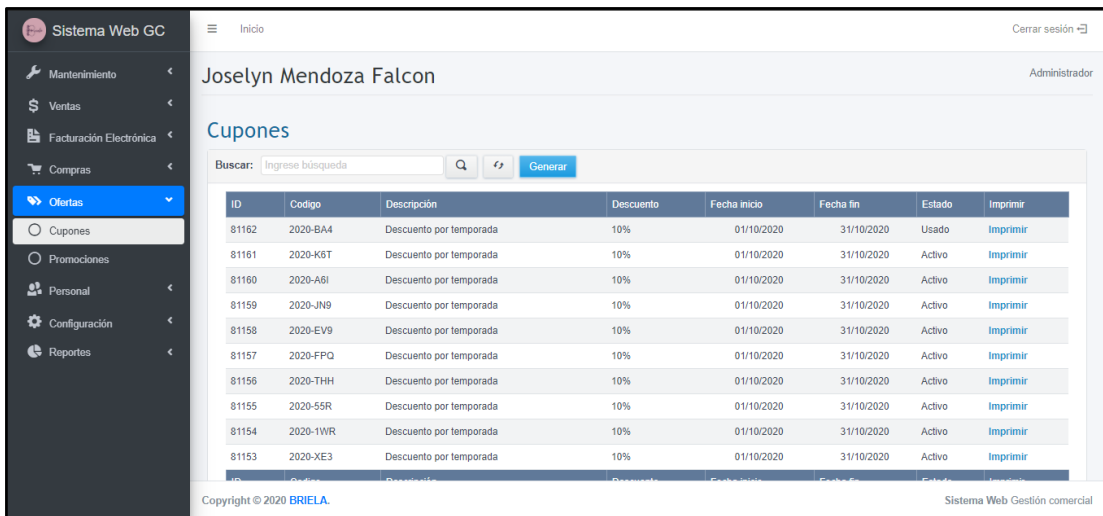 Sistema Web GC
Inicio
Cerrar sesión
Mantenimiento
Ventas
Facturación Electrónica
Compras
Ofertas
Cupones
Promociones
Personal
Configuración
Reportes
Joselyn Mendoza Falcon
Administrador
Cupones
Buscar: Ingrese búsqueda Generar
ID Codigo Descripción Descuento Fecha inicio Fecha fin Estado Imprimir
81162 2020-BA4 Descuento por temporada 10% 01/10/2020 31/10/2020 Usado Imprimir
81161 2020-K6T Descuento por temporada 10% 01/10/2020 31/10/2020 Activo Imprimir
81160 2020-A6I Descuento por temporada 10% 01/10/2020 31/10/2020 Activo Imprimir
81159 2020-JN9 Descuento por temporada 10% 01/10/2020 31/10/2020 Activo Imprimir
81158 2020-EV9 Descuento por temporada 10% 01/10/2020 31/10/2020 Activo Imprimir
81157 2020-FPQ Descuento por temporada 10% 01/10/2020 31/10/2020 Activo Imprimir
81156 2020-THH Descuento por temporada 10% 01/10/2020 31/10/2020 Activo Imprimir
81155 2020-55R Descuento por temporada 10% 01/10/2020 31/10/2020 Activo Imprimir
81154 2020-1WR Descuento por temporada 10% 01/10/2020 31/10/2020 Activo Imprimir
81153 2020-XE3 Descuento por temporada 10% 01/10/2020 31/10/2020 Activo Imprimir
Copyright © 2020 BRIELA.
Sistema Web Gestión comercial